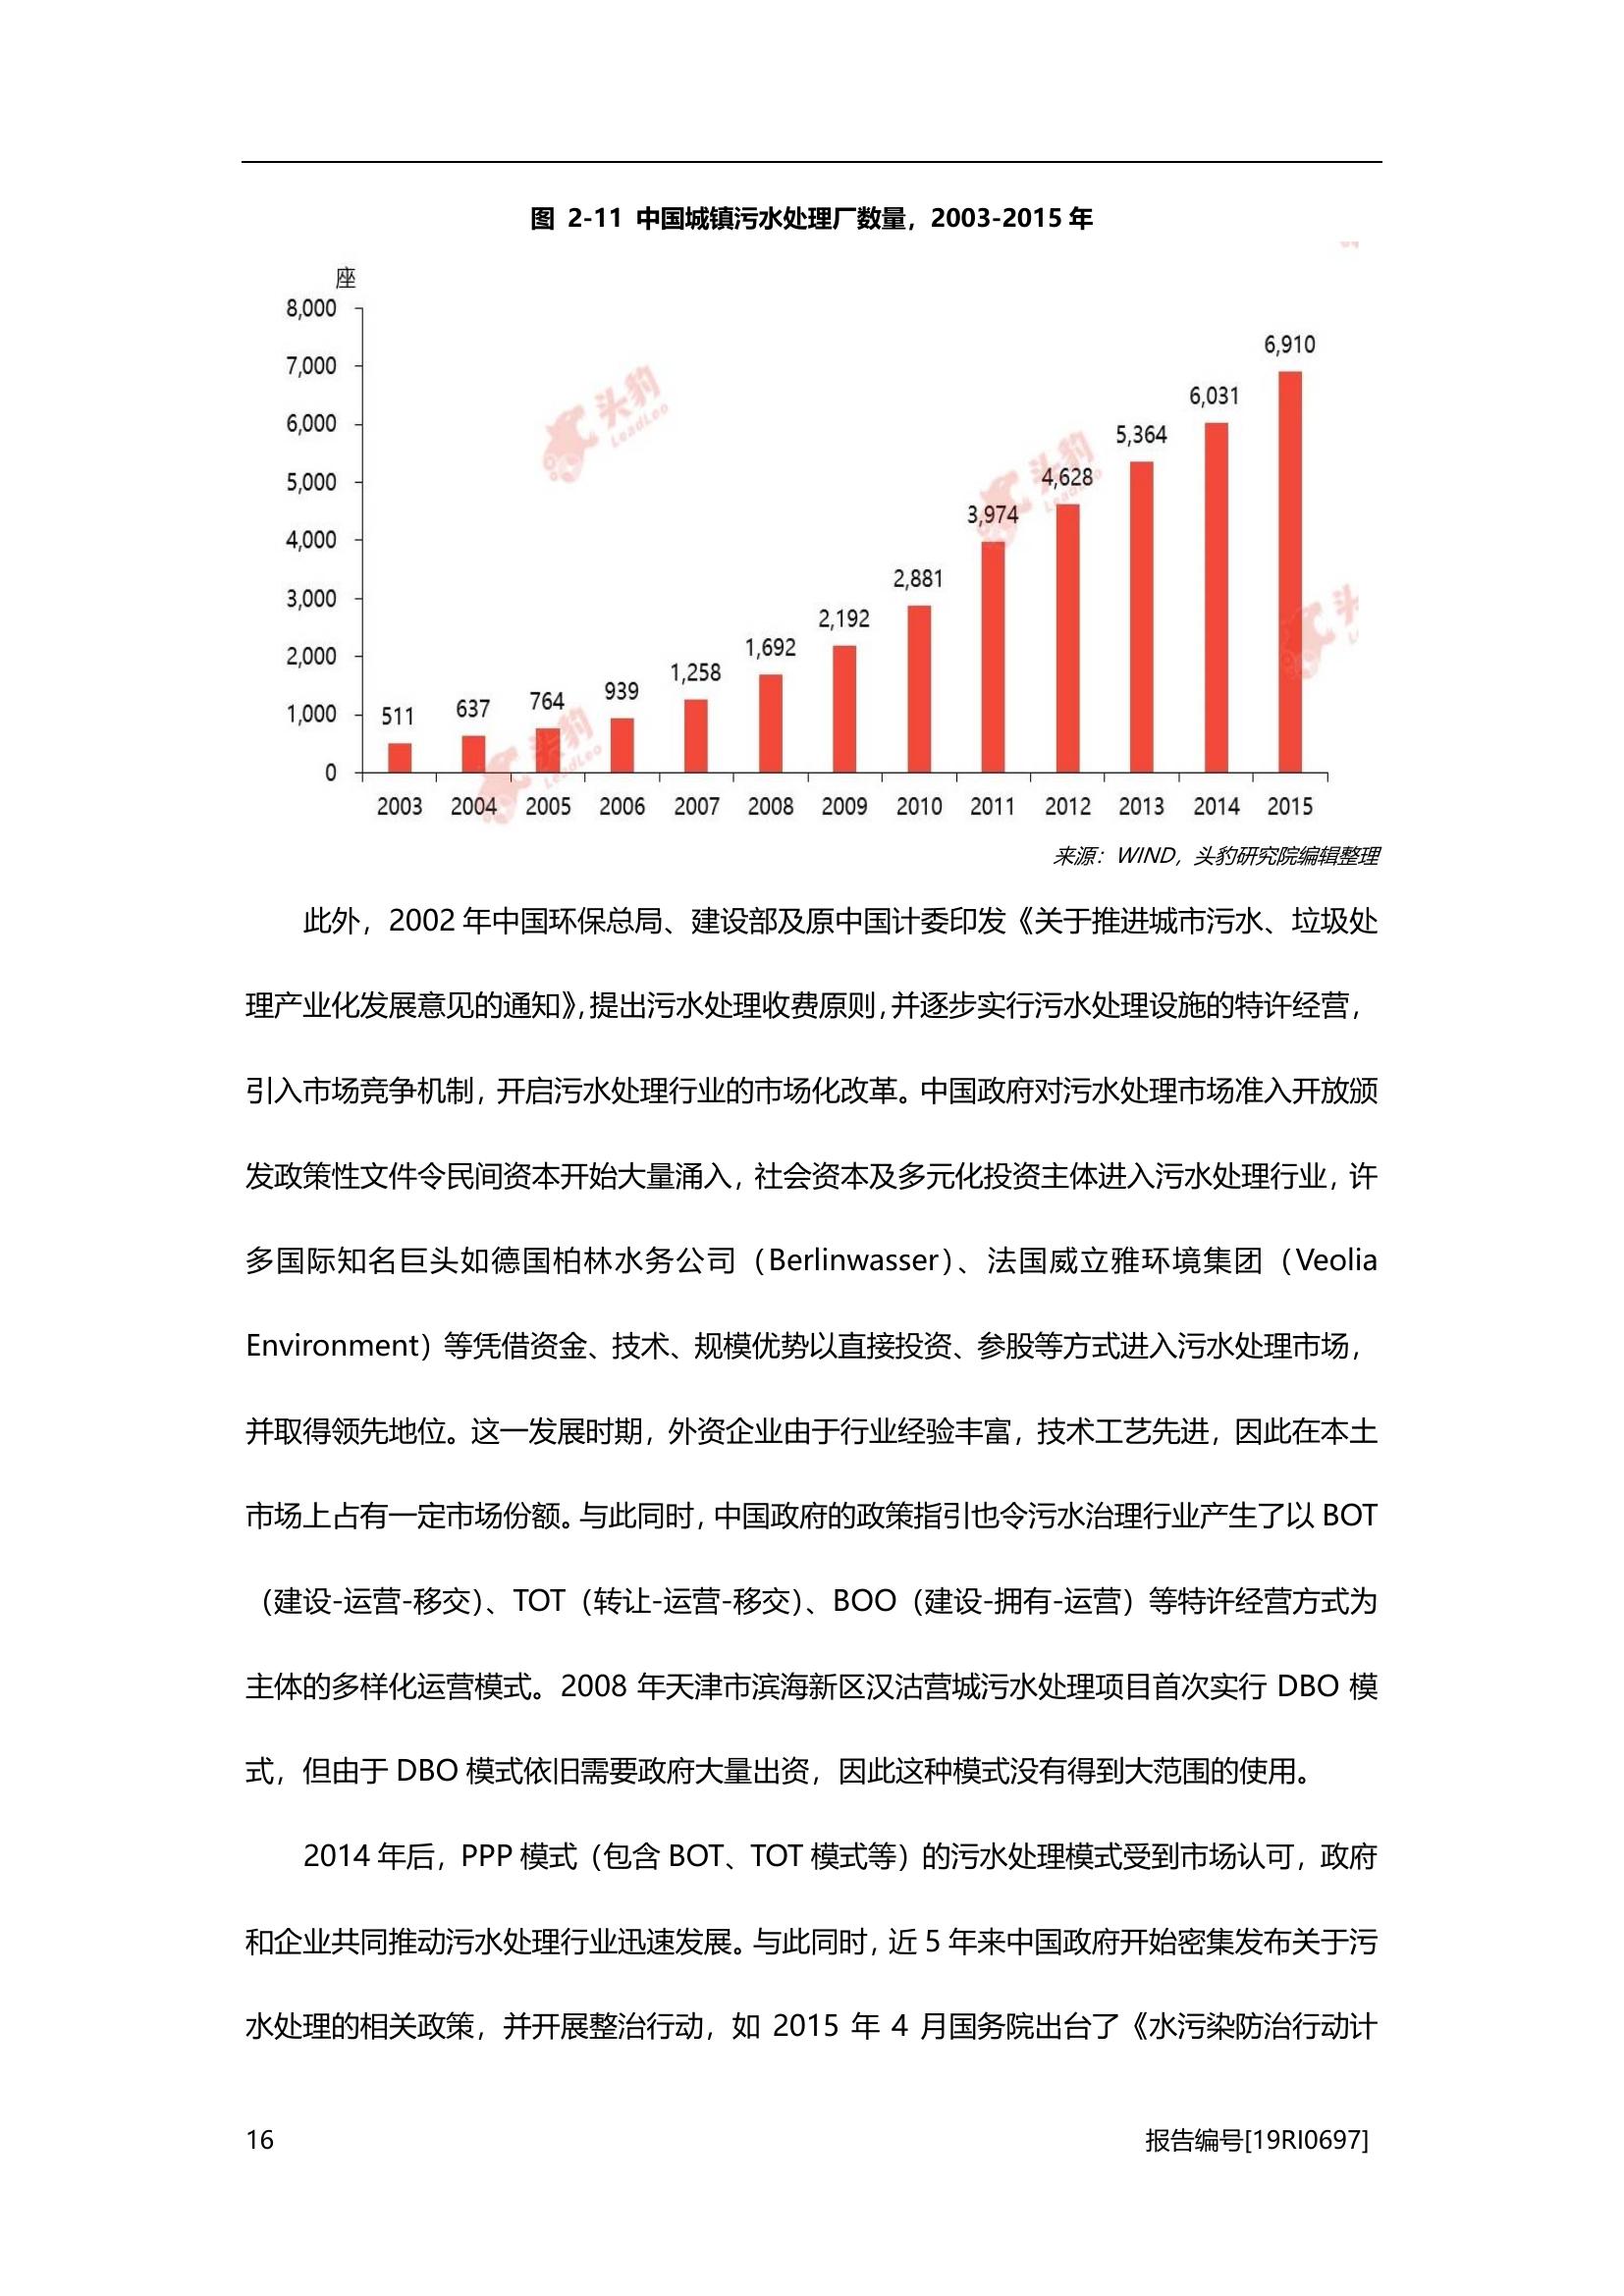 图 2-11 中国城镇污水处理厂数量，2003-2015 年
座
8,000
7,000
6,000
5,000
4,000
3,000
2,000
1,000
0
511
637
764
939
1,258
1,692
2,192
2,881
3,974
4,628
5,364
6,031
6,910
2003
2004
2005
2006
2007
2008
2009
2010
2011
2012
2013
2014
2015
头豹
LeadLeo
头豹
LeadLeo
头豹
LeadLeo
来源：WIND，头豹研究院编辑整理
此外，2002 年中国环保总局、建设部及原中国计委印发《关于推进城市污水、垃圾处
理产业化发展意见的通知》，提出污水处理收费原则，并逐步实行污水处理设施的特许经营，
引入市场竞争机制，开启污水处理行业的市场化改革。中国政府对污水处理市场准入开放颁
发政策性文件令民间资本开始大量涌入，社会资本及多元化投资主体进入污水处理行业，许
多国际知名巨头如德国柏林水务公司（Berlinwasser）、法国威立雅环境集团（Veolia
Environment）等凭借资金、技术、规模优势以直接投资、参股等方式进入污水处理市场，
并取得领先地位。这一发展时期，外资企业由于行业经验丰富，技术工艺先进，因此在本土
市场上占有一定市场份额。与此同时，中国政府的政策指引也令污水治理行业产生了以 BOT
（建设-运营-移交）、TOT（转让-运营-移交）、BOO（建设-拥有-运营）等特许经营方式为
主体的多样化运营模式。2008 年天津市滨海新区汉沽营城污水处理项目首次实行 DBO 模
式，但由于 DBO 模式依旧需要政府大量出资，因此这种模式没有得到大范围的使用。
2014 年后，PPP 模式（包含 BOT、TOT 模式等）的污水处理模式受到市场认可，政府
和企业共同推动污水处理行业迅速发展。与此同时，近 5 年来中国政府开始密集发布关于污
水处理的相关政策，并开展整治行动，如 2015 年 4 月国务院出台了《水污染防治行动计
16
报告编号[19RI0697]